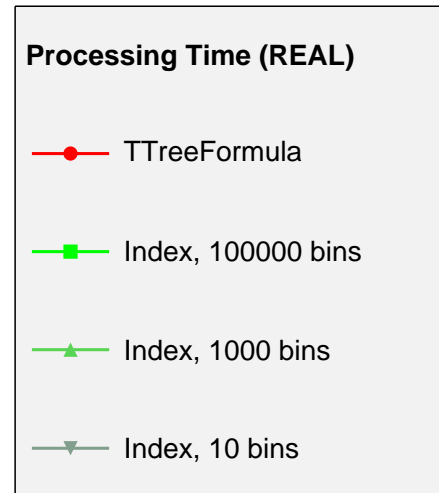 Processing Time (REAL)
TTreeFormula
Index, 100000 bins
Index, 1000 bins
Index, 10 bins